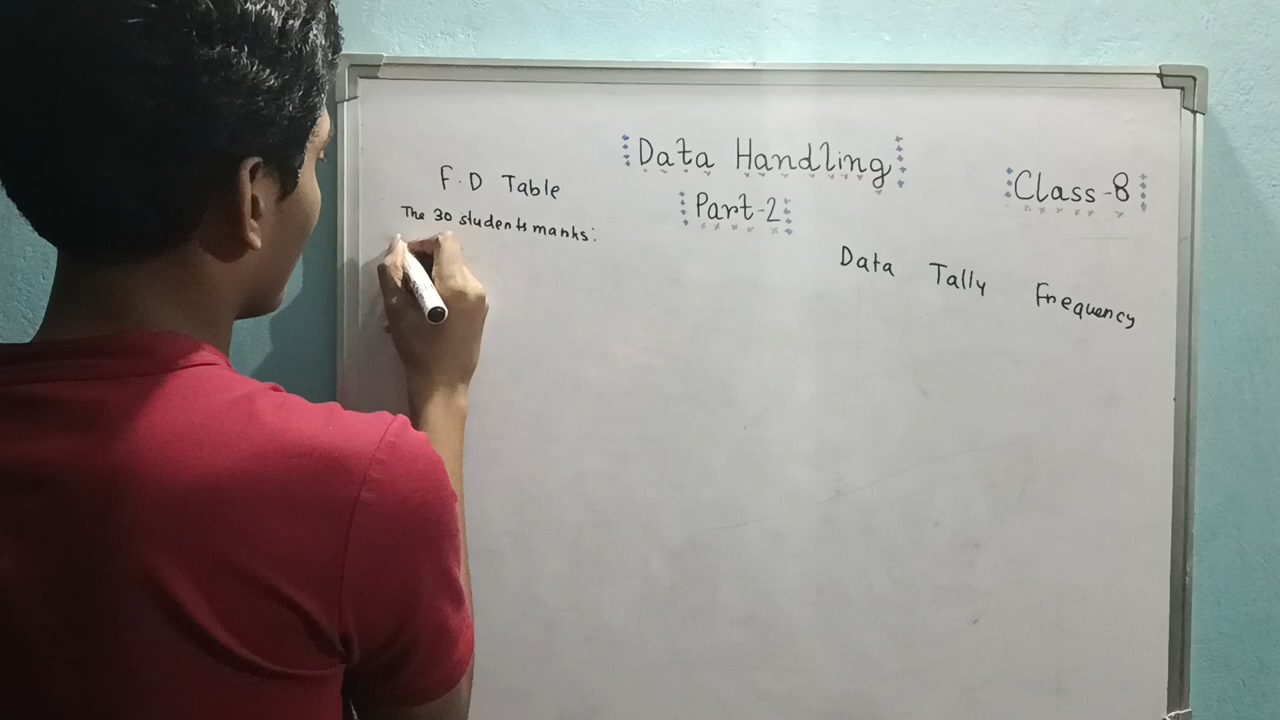 Data Handling
Part-2
Class-8
F.D Table
The 30 students marks:
Data Tally Frequency